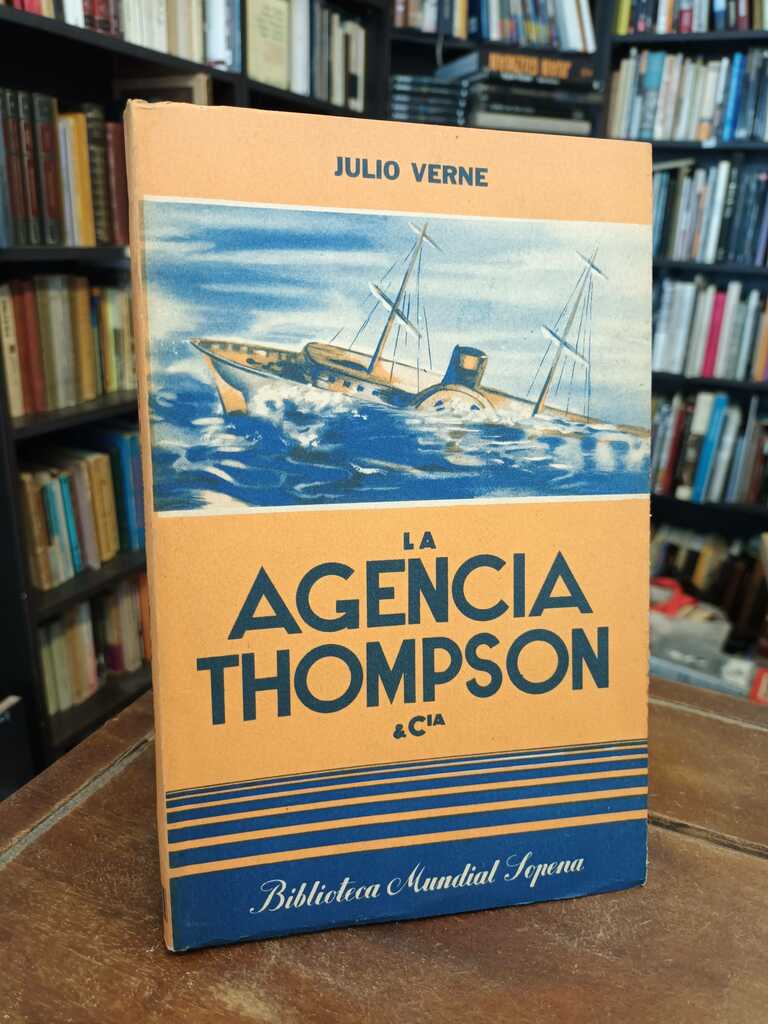 JULIO VERNE
LA
AGENCIA
THOMPSON
& CIA
Biblioteca Mundial Sopena